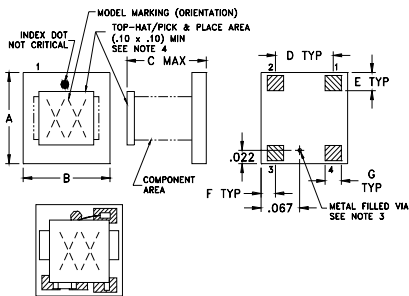 MODEL MARKING (ORIENTATION)
TOP-HAT/PICK & PLACE AREA
(.10 x .10) MIN
SEE NOTE 4
INDEX DOT
NOT CRITICAL
C MAX
D TYP
1
2
1
E TYP
A
B
COMPONENT
AREA
.022
F TYP
3
4
G
TYP
.067
METAL FILLED VIA
SEE NOTE 3
XX
XX